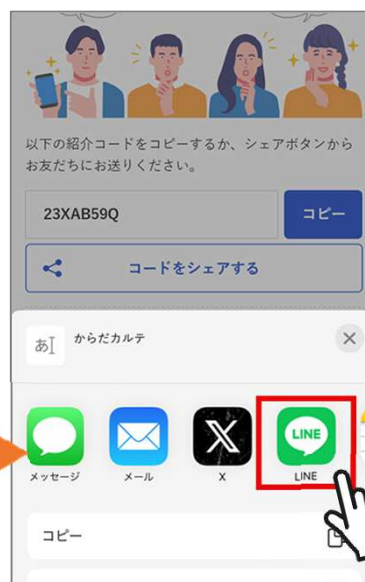 以下の紹介コードをコピーするか、シェアボタンから
お友だちにお送りください。
23XAB59Q
コピー
コードをシェアする
あ
からだカルテ
LINE
メッセージ
メール
X
LINE
コピー